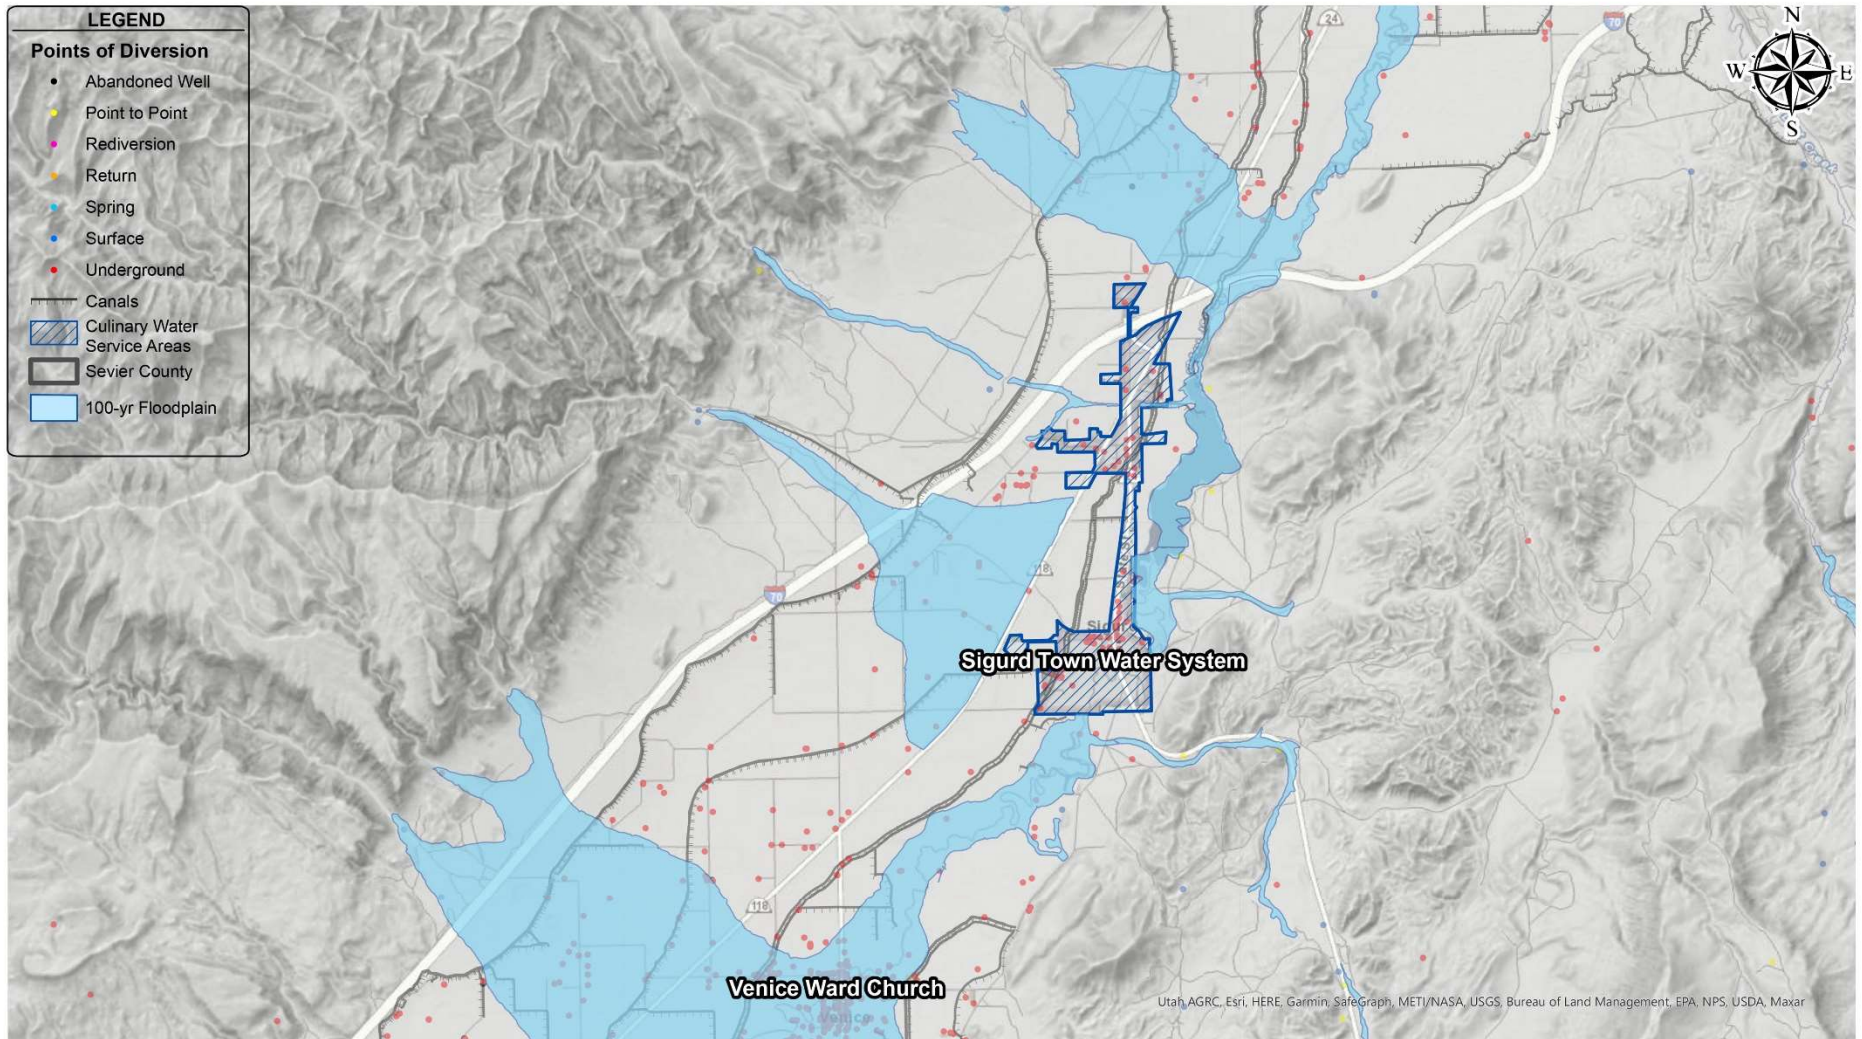 LEGEND
Points of Diversion
Abandoned Well
Point to Point
Rediversion
Return
Spring
Surface
Underground
Canals
Culinary Water
Service Areas
Sevier County
100-yr Floodplain
N
W
E
S
24
70
118
70
Sigurd Town Water System
118
Venice Ward Church
Venice
Utah AGRC, Esri, HERE, Garmin, SafeGraph, METI/NASA, USGS, Bureau of Land Management, EPA, NPS, USDA, Maxar